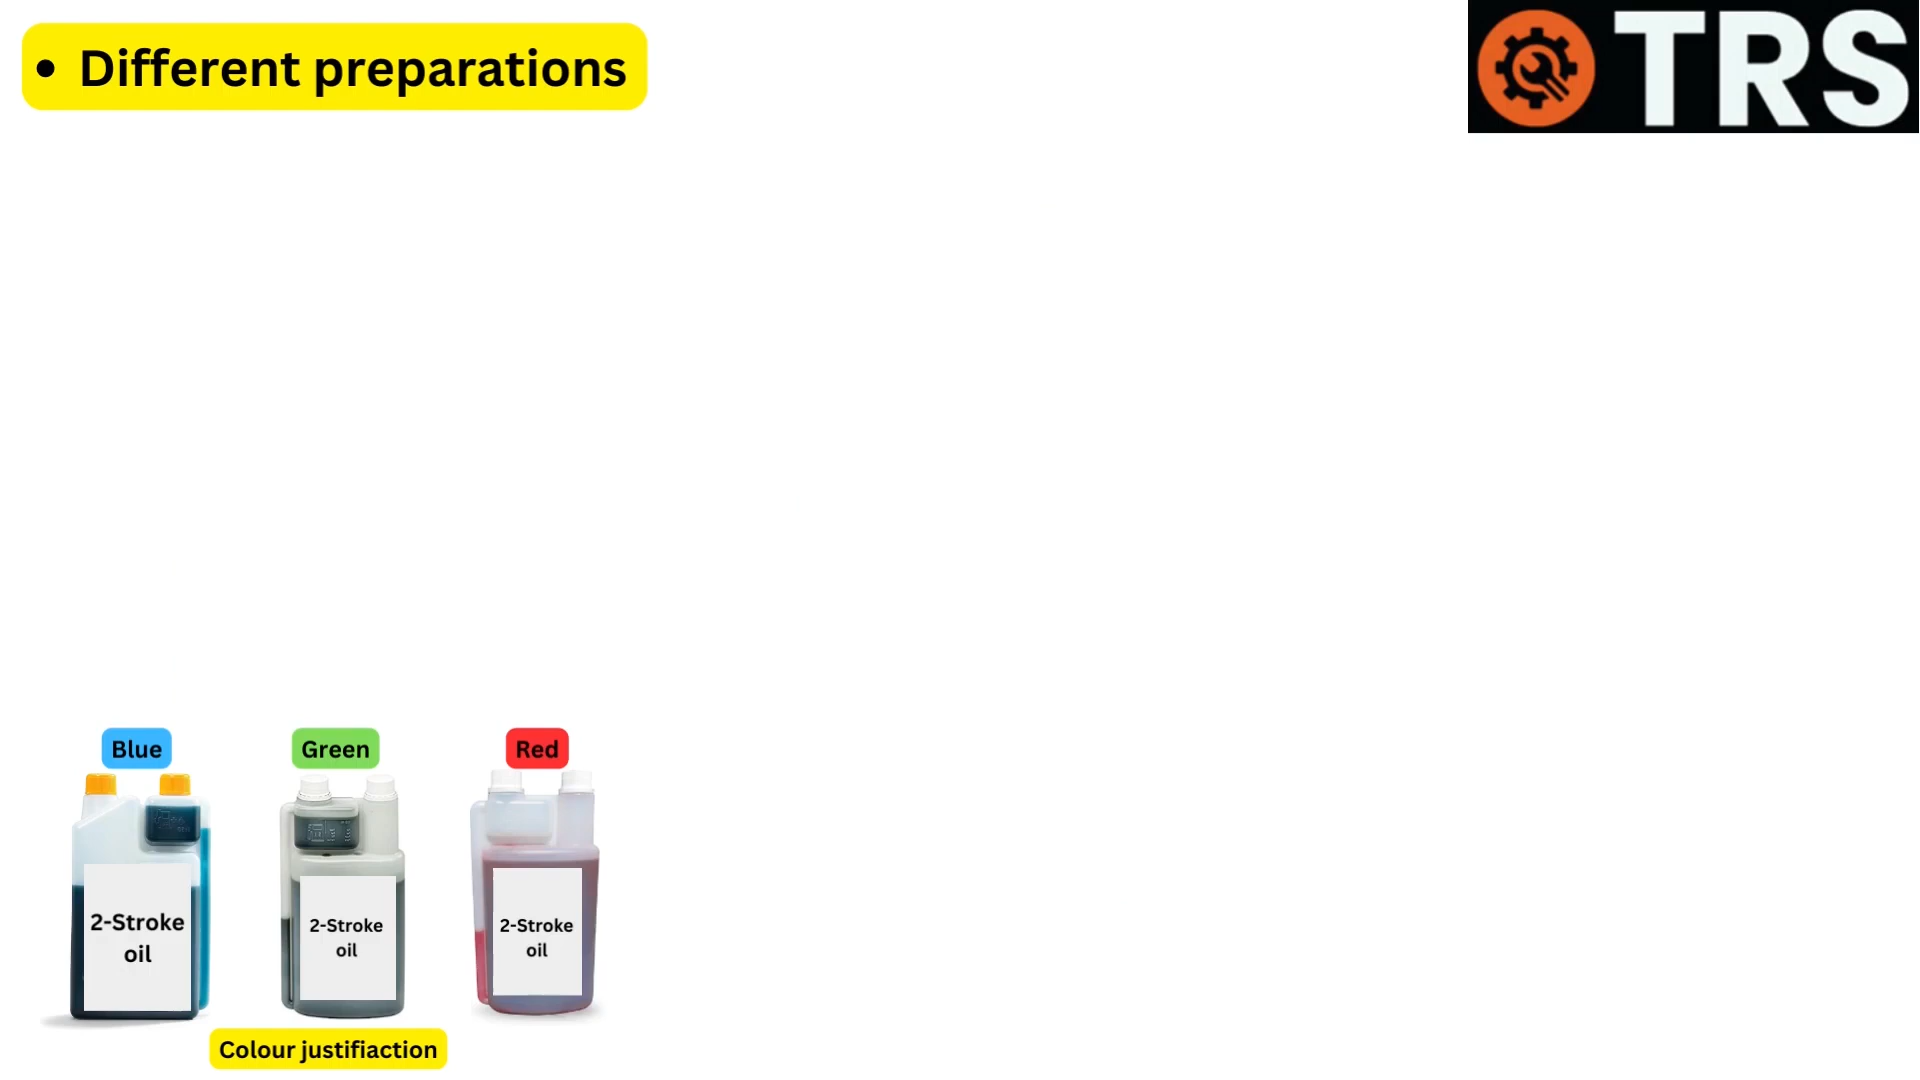 • Different preparations
TRS
Blue
Green
Red
2-Stroke
oil
2-Stroke
oil
2-Stroke
oil
Colour justifiaction